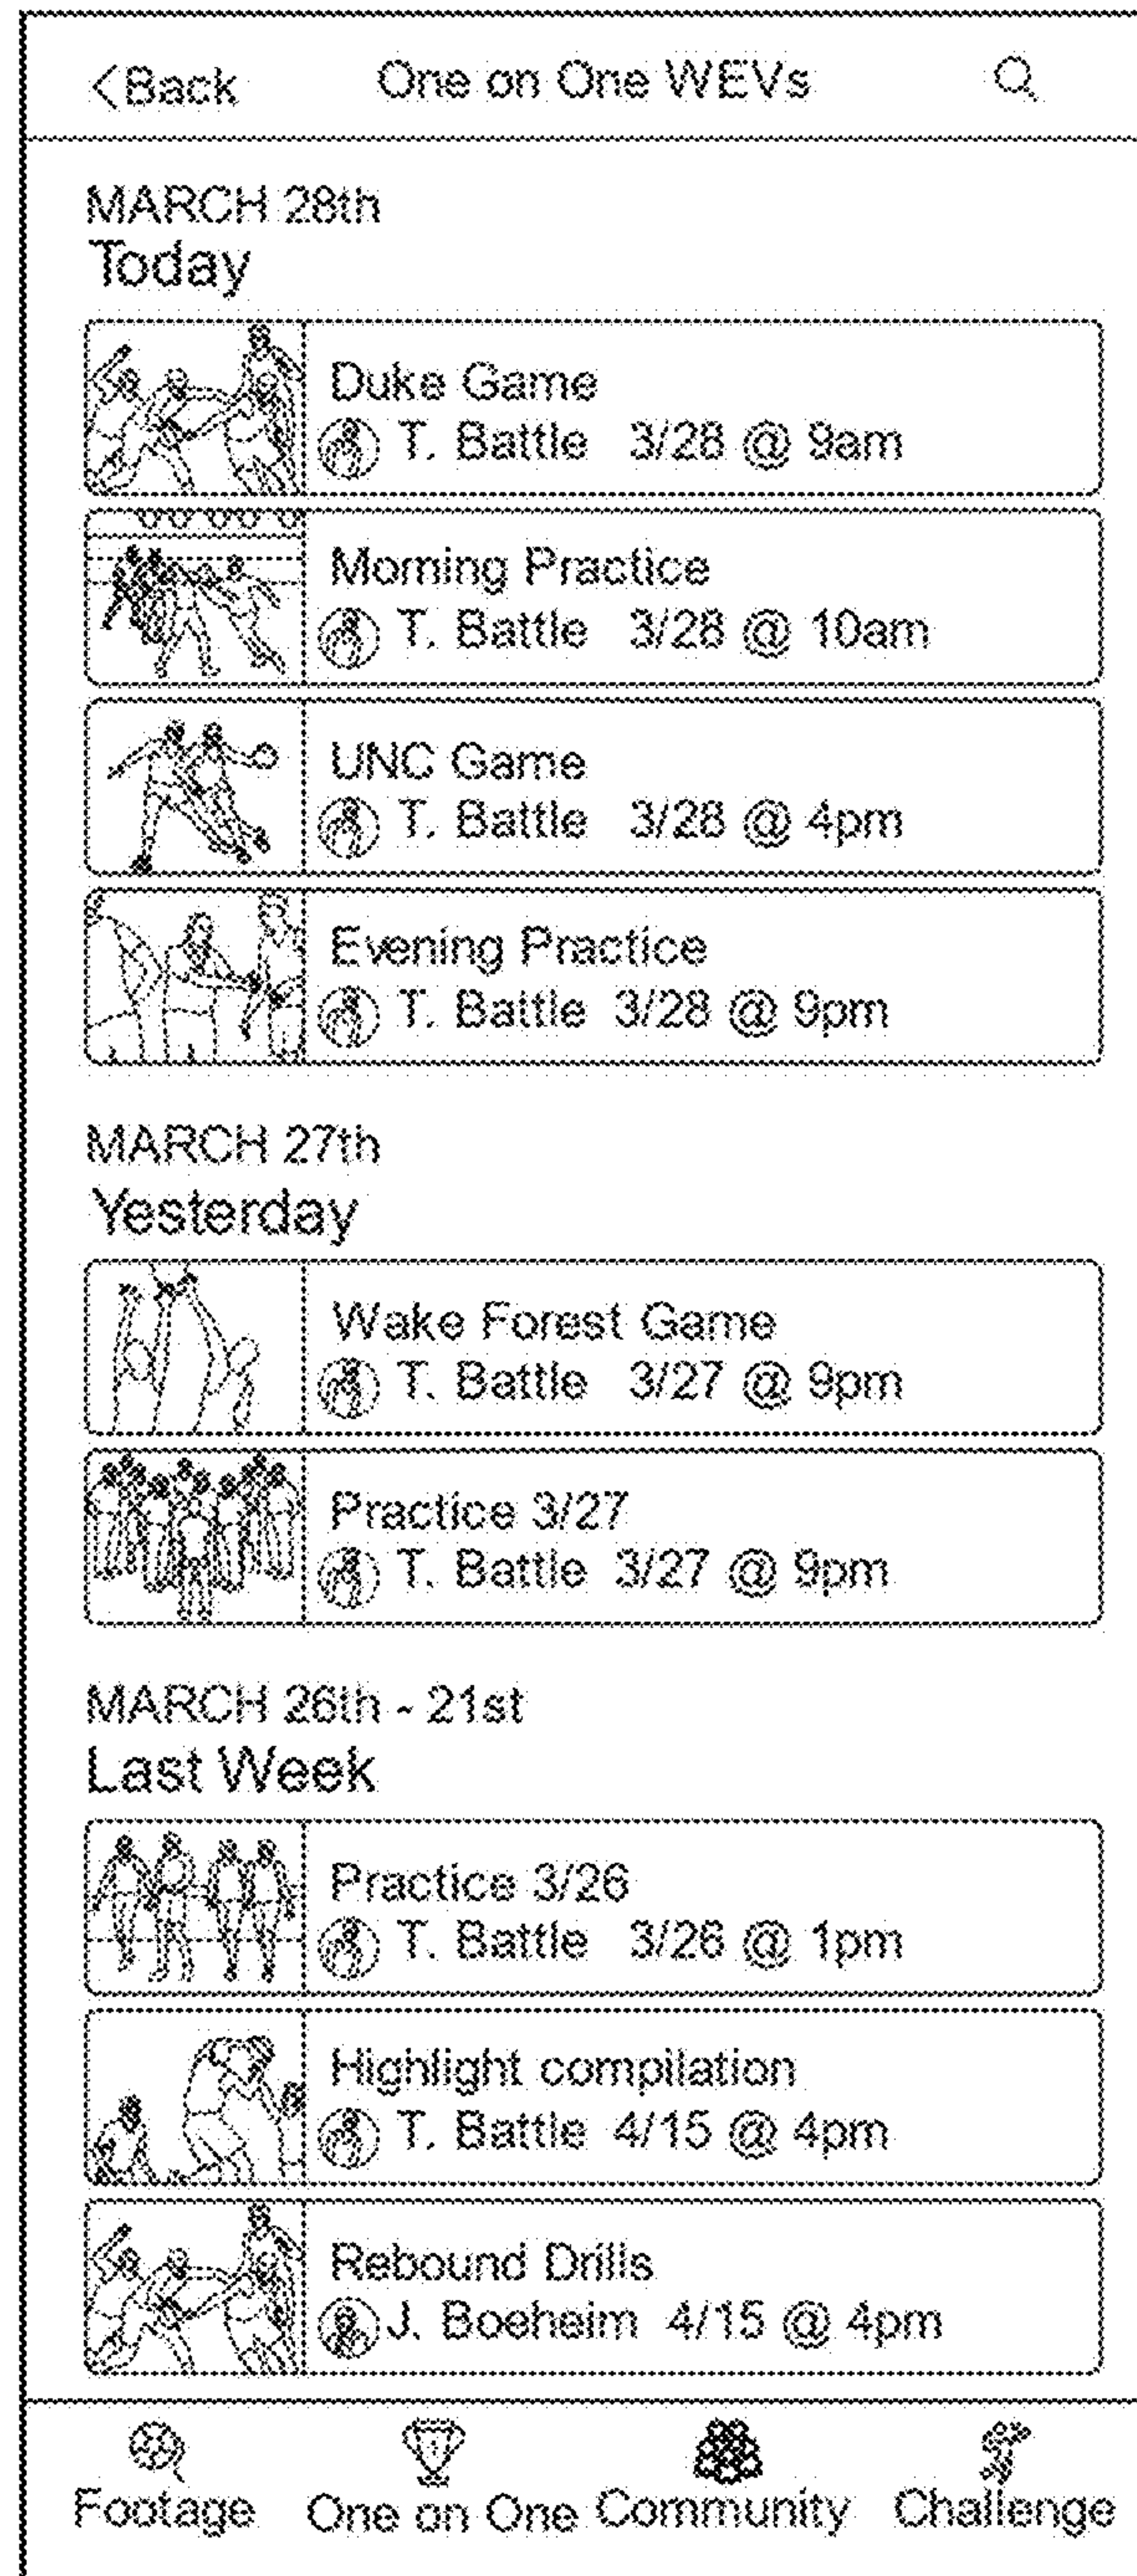 <Back One on One WEVs
MARCH 28th
Today
Duke Game
T. Battle 3/28 @ 9am
Morning Practice
T. Battle 3/28 @ 10am
UNC Game
T. Battle 3/28 @ 4pm
Evening Practice
T. Battle 3/28 @ 9pm
MARCH 27th
Yesterday
Wake Forest Game
T. Battle 3/27 @ 9pm
Practice 3/27
T. Battle 3/27 @ 9pm
MARCH 26th - 21st
Last Week
Practice 3/26
T. Battle 3/26 @ 1pm
Highlight compilation
T. Battle 4/15 @ 4pm
Rebound Drills
J. Boeheim 4/15 @ 4pm
Footage One on One Community Challenge